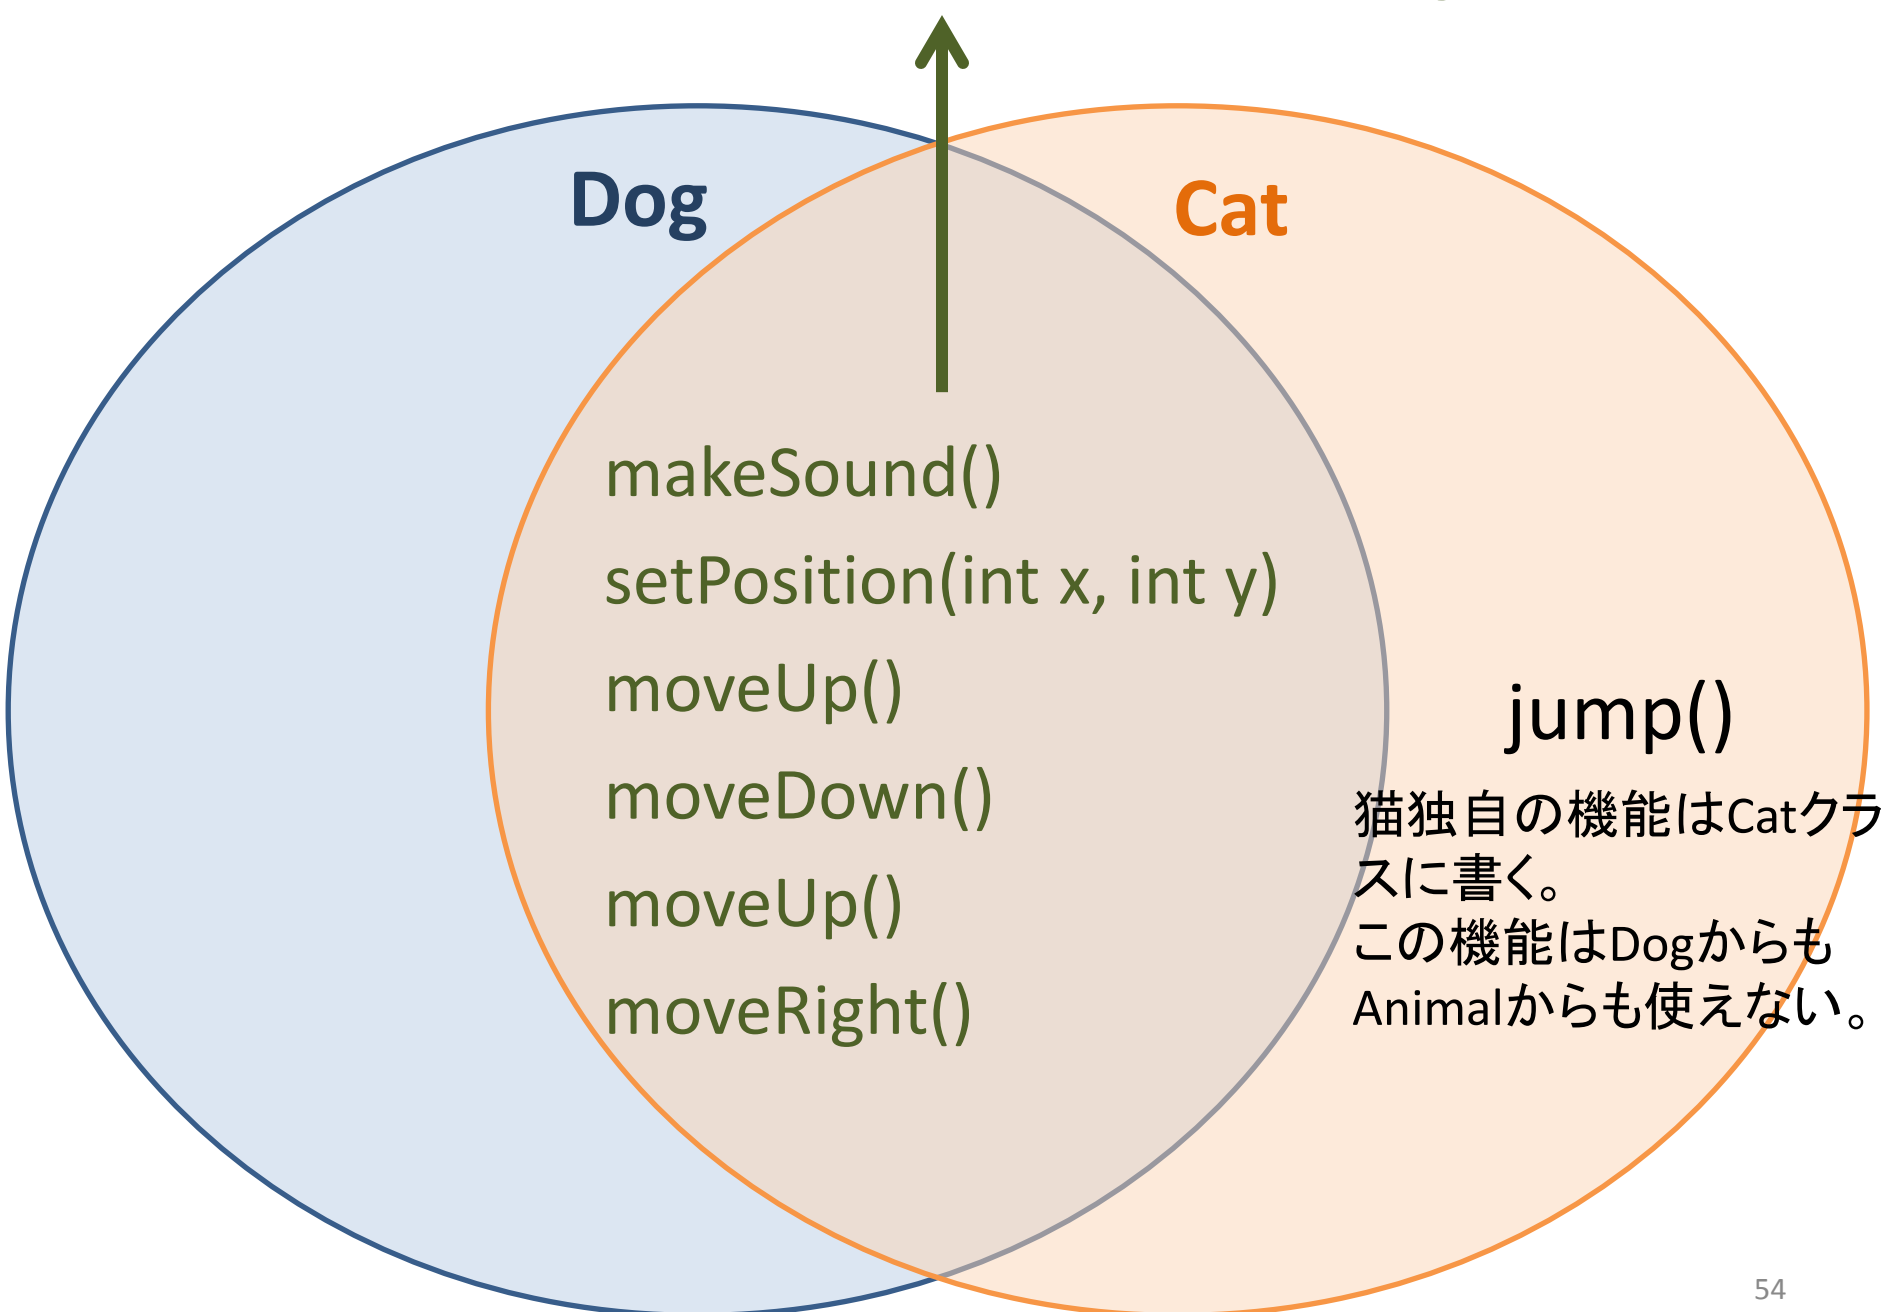 Dog
Cat
makeSound()
setPosition(int x, int y)
moveUp()
moveDown()
moveUp()
moveRight()
jump()
猫独自の機能はCatクラ
スに書く。
この機能はDogからも
Animalからも使えない。
54